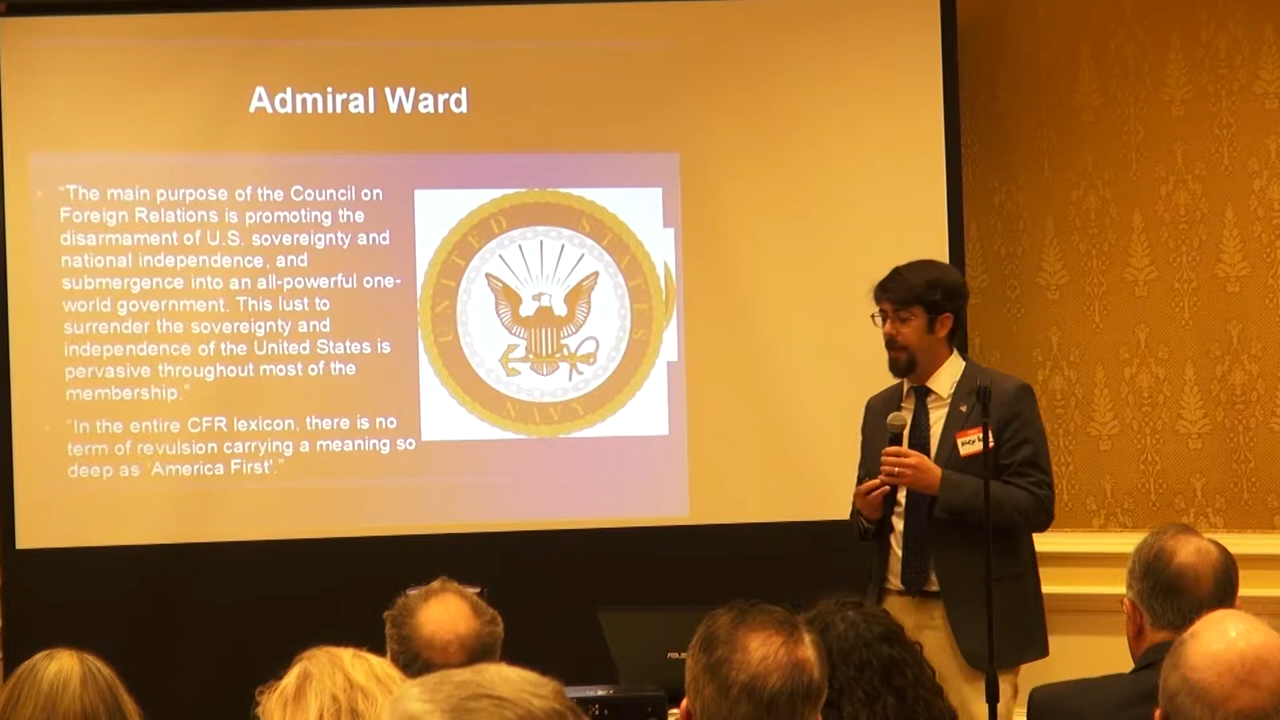 Admiral Ward
“The main purpose of the Council on
Foreign Relations is promoting the
disarmament of U.S. sovereignty and
national independence, and
submergence into an all-powerful one-
world government. This lust to
surrender the sovereignty and
independence of the United States is
pervasive throughout most of the
membership.”
“In the entire CFR lexicon, there is no
term of revulsion carrying a meaning so
deep as ‘America First’.”
UNITED STATES
NAVY
ASUS